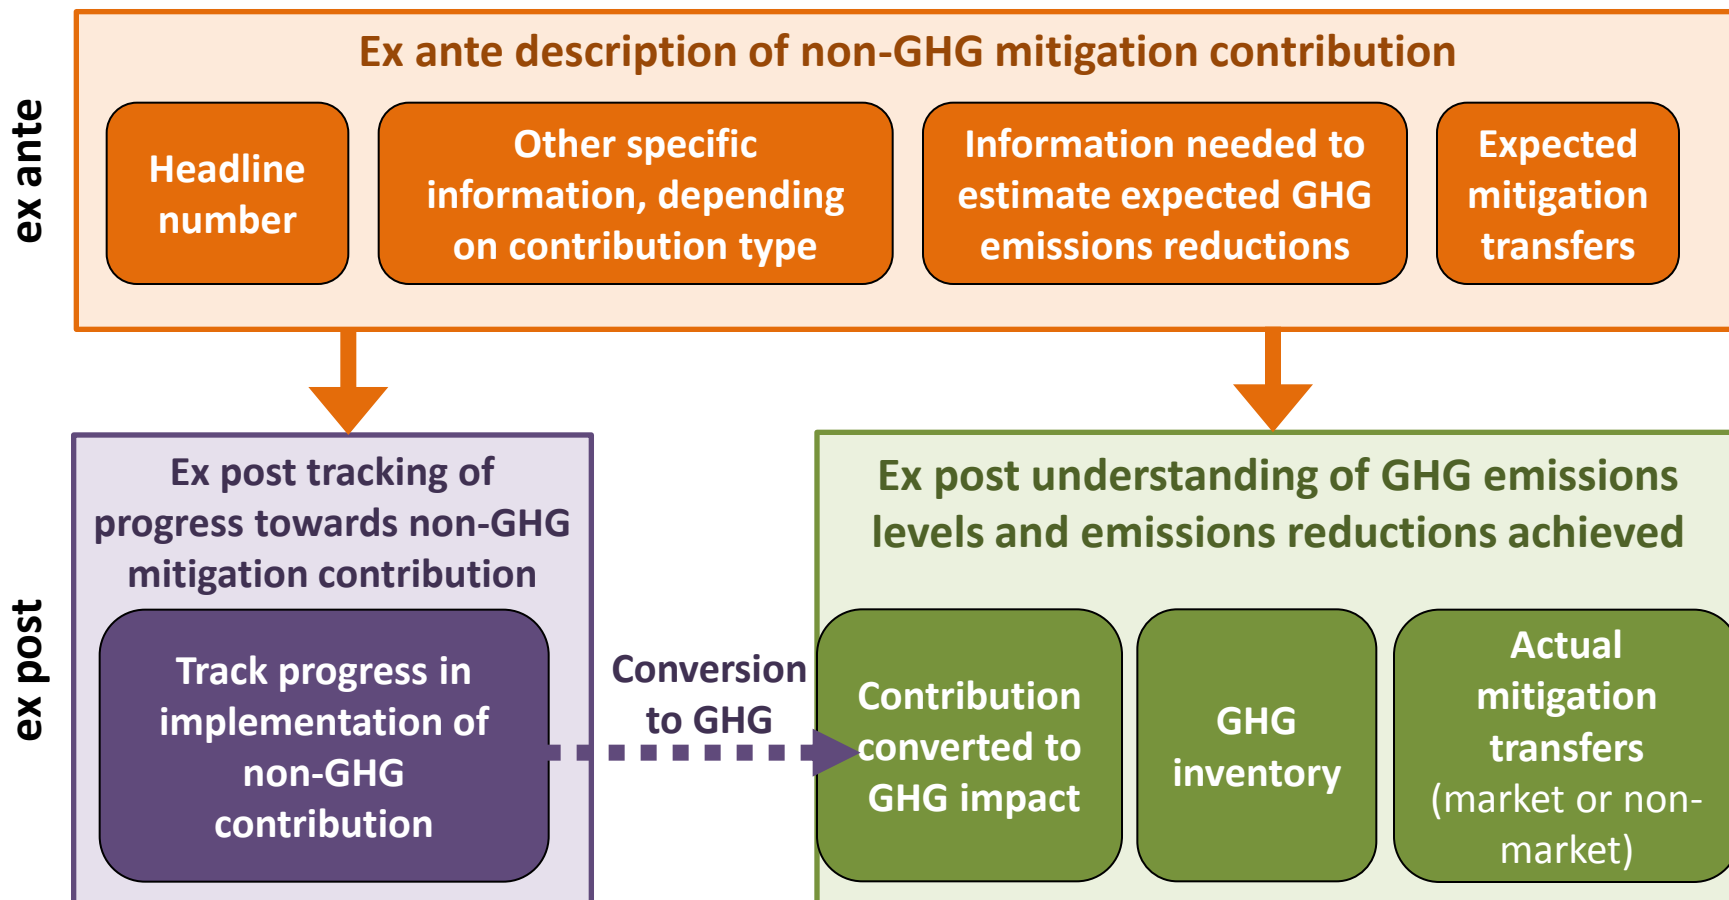 ex ante
Ex ante description of non-GHG mitigation contribution
Headline
number
Other specific
information, depending
on contribution type
Information needed to
estimate expected GHG
emissions reductions
Expected
mitigation
transfers
ex post
Ex post tracking of
progress towards non-GHG
mitigation contribution
Track progress in
implementation of
non-GHG
contribution
Conversion
to GHG
Ex post understanding of GHG emissions
levels and emissions reductions achieved
Contribution
converted to
GHG impact
GHG
inventory
Actual
mitigation
transfers
(market or non-
market)